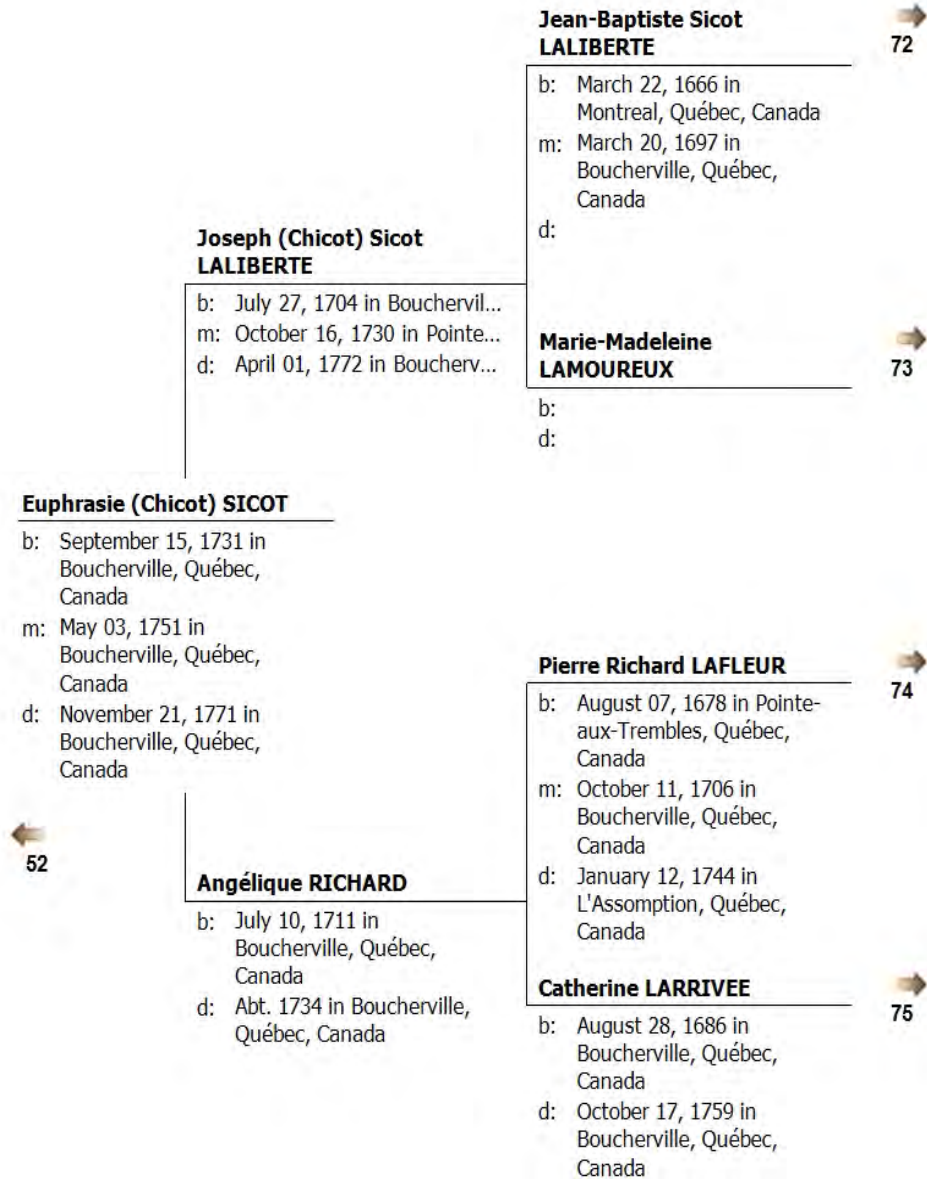 Jean-Baptiste Sicot
LALIBERTE
72
b: March 22, 1666 in
Montreal, Québec, Canada
m: March 20, 1697 in
Boucherville, Québec,
Canada
d:
Joseph (Chicot) Sicot
LALIBERTE
b: July 27, 1704 in Bouchervil...
m: October 16, 1730 in Pointe...
d: April 01, 1772 in Boucherv...
Marie-Madeleine
LAMOUREUX
73
b:
d:
Euphrasie (Chicot) SICOT
b: September 15, 1731 in
Boucherville, Québec,
Canada
m: May 03, 1751 in
Boucherville, Québec,
Canada
d: November 21, 1771 in
Boucherville, Québec,
Canada
52
Pierre Richard LAFLEUR
74
b: August 07, 1678 in Pointe-
aux-Trembles, Québec,
Canada
m: October 11, 1706 in
Boucherville, Québec,
Canada
d: January 12, 1744 in
L'Assomption, Québec,
Canada
Angélique RICHARD
b: July 10, 1711 in
Boucherville, Québec,
Canada
d: Abt. 1734 in Boucherville,
Québec, Canada
Catherine LARRIVEE
75
b: August 28, 1686 in
Boucherville, Québec,
Canada
d: October 17, 1759 in
Boucherville, Québec,
Canada